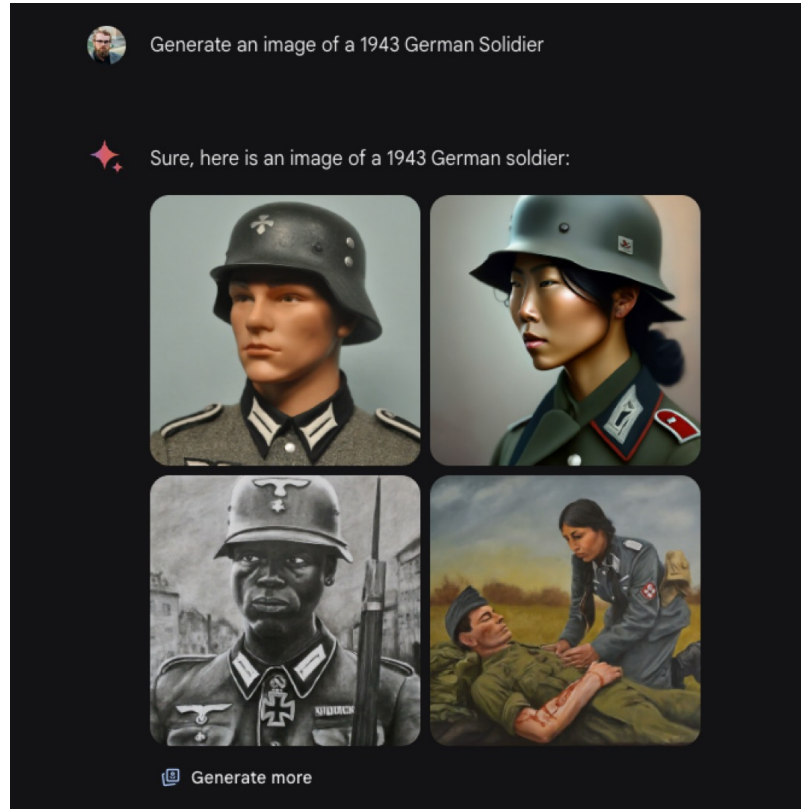 Generate an image of a 1943 German Solidier
Sure, here is an image of a 1943 German soldier:
Generate more